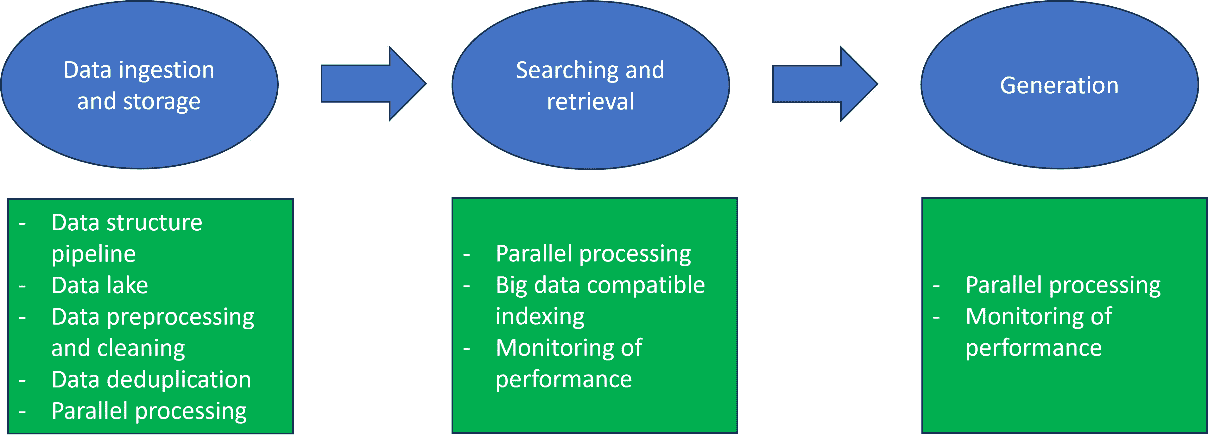 Data ingestion
and storage
Searching and
retrieval
Generation
- Data structure
pipeline
- Data lake
- Data preprocessing
and cleaning
- Data deduplication
- Parallel processing
- Parallel processing
- Big data compatible
indexing
- Monitoring of
performance
- Parallel processing
- Monitoring of
performance